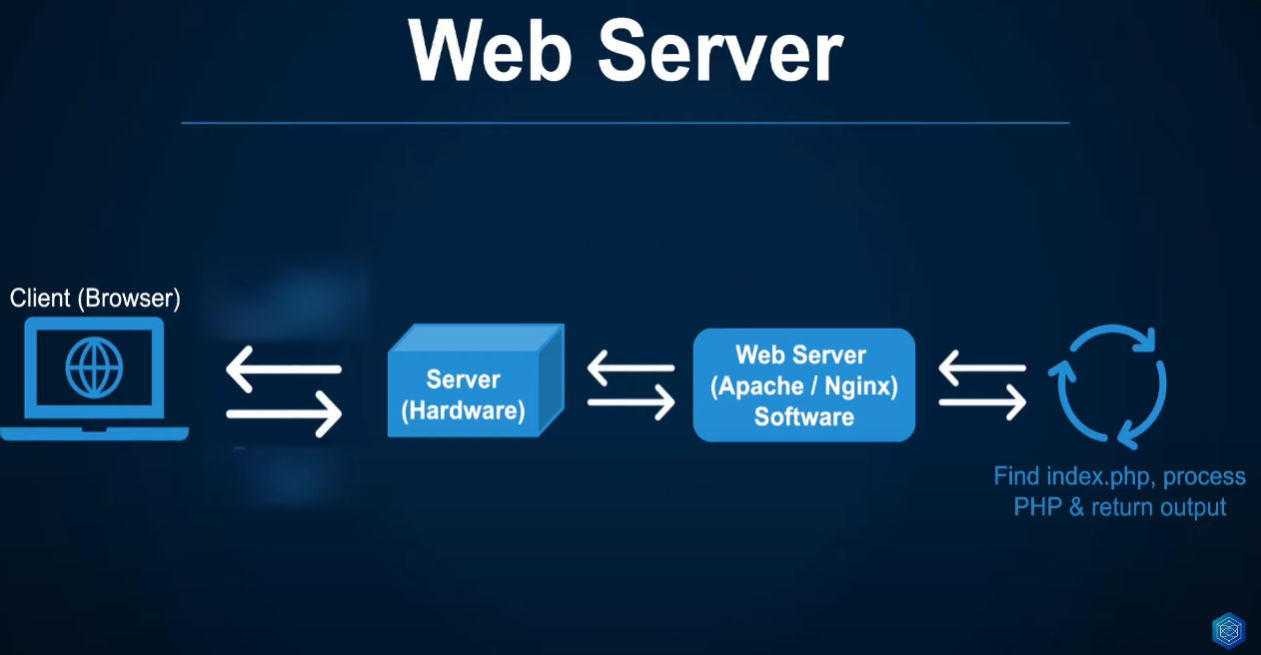 Web Server
Client (Browser)
Server
(Hardware)
Web Server
(Apache / Nginx)
Software
Find index.php, process
PHP & return output